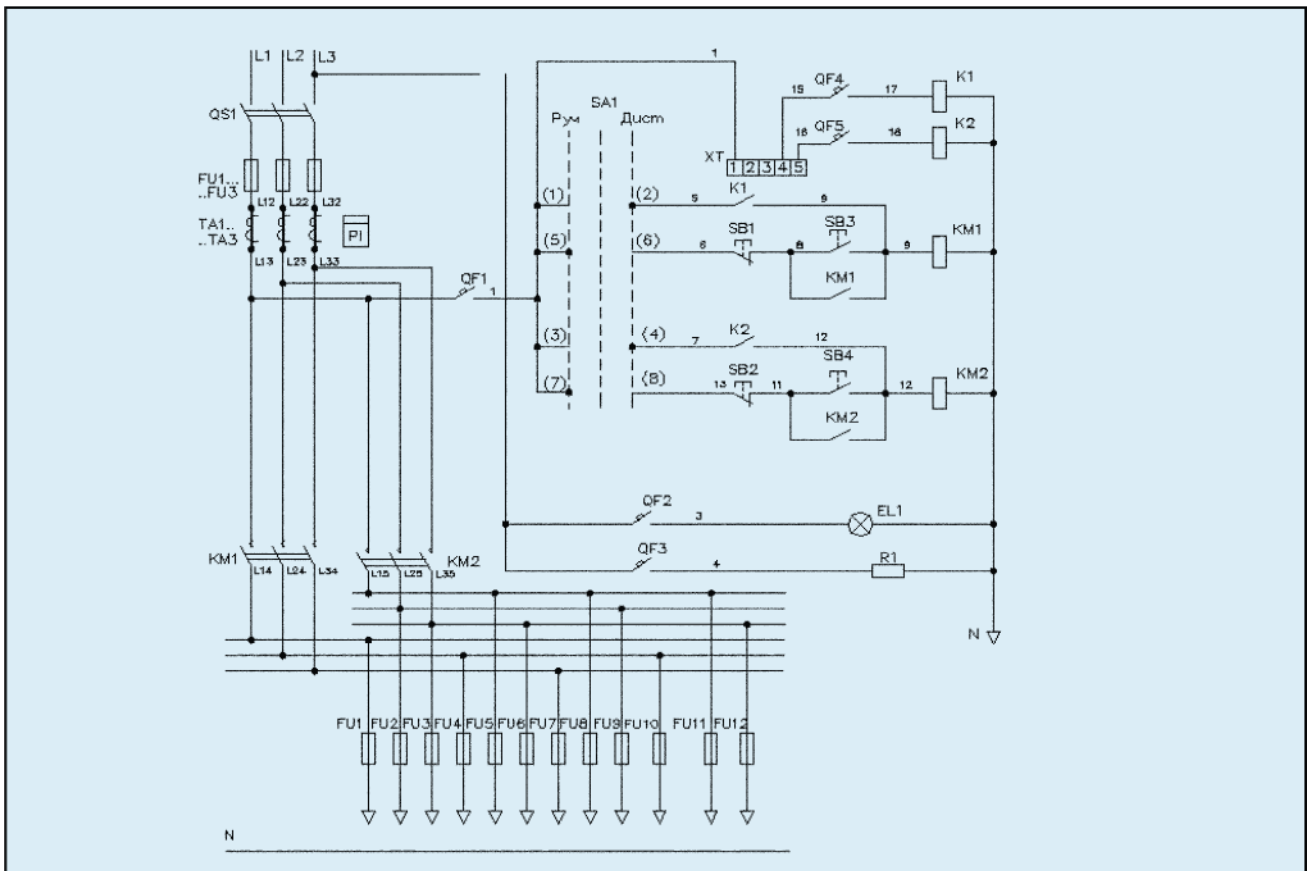 L1 L2 L3
1
QF4
K1
15
17
QS1
SA1
Руч
Дист
QF5
K2
16
18
XT
1 2 3 4 5
FU1...
..FU3
L12 L22 L32
(1)
(2)
5
K1
9
TA1..
..TA3
PI
(5)
(6)
6
SB1
8
SB3
9
KM1
L13 L23 L33
KM1
QF1
1
(3)
(4)
7
K2
12
SB4
(7)
(8)
13
SB2
11
12
KM2
KM2
QF2
3
EL1
KM1
L14 L24 L34
L15 L25 L35
KM2
QF3
4
R1
N
FU1 FU2 FU3 FU4 FU5 FU6 FU7 FU8 FU9 FU10 FU11 FU12
N